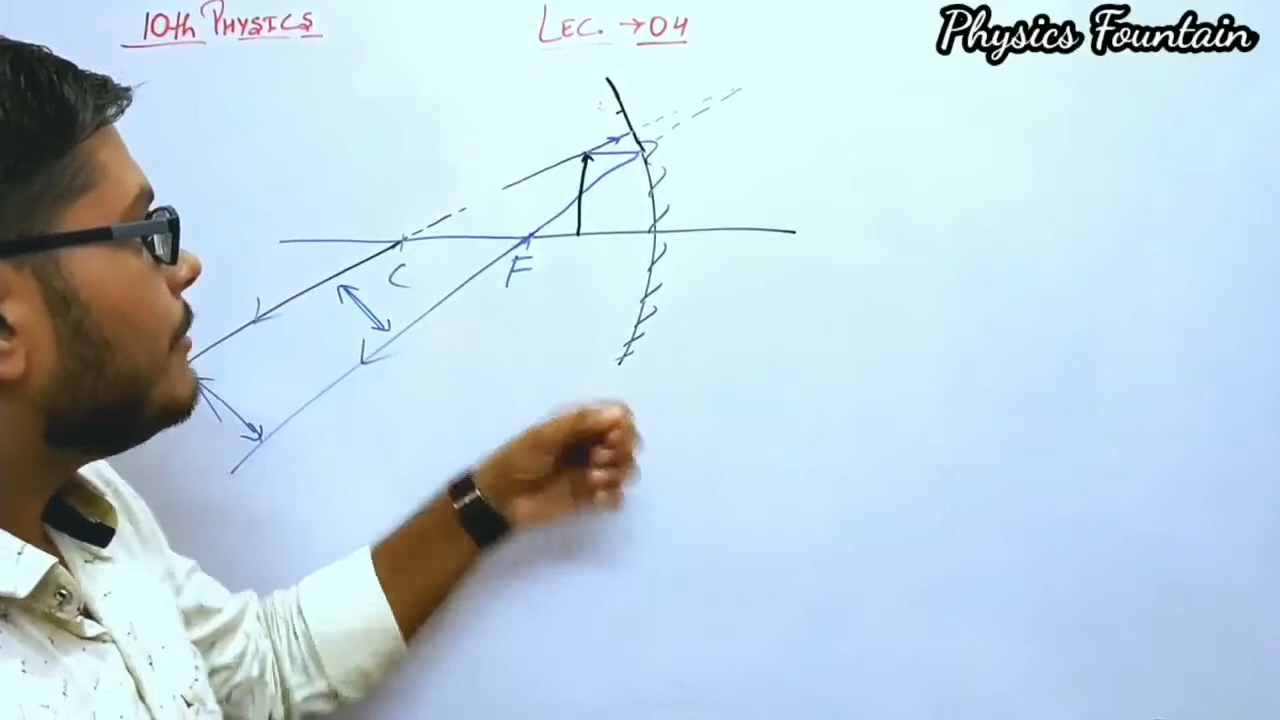 10th PHYSICS
LEC. → 04
Physics Fountain
C
F